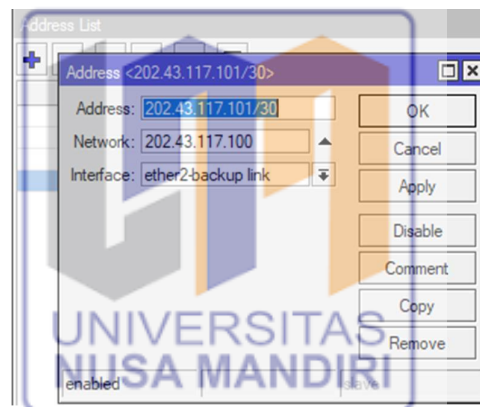 Address List
Address <202.43.117.101/30>
Address: 202.43.117.101/30
Network: 202.43.117.100
Interface: ether2-backup link
OK
Cancel
Apply
Disable
Comment
Copy
Remove
UNIVERSITAS
NUSA MANDIRI
enabled
slave